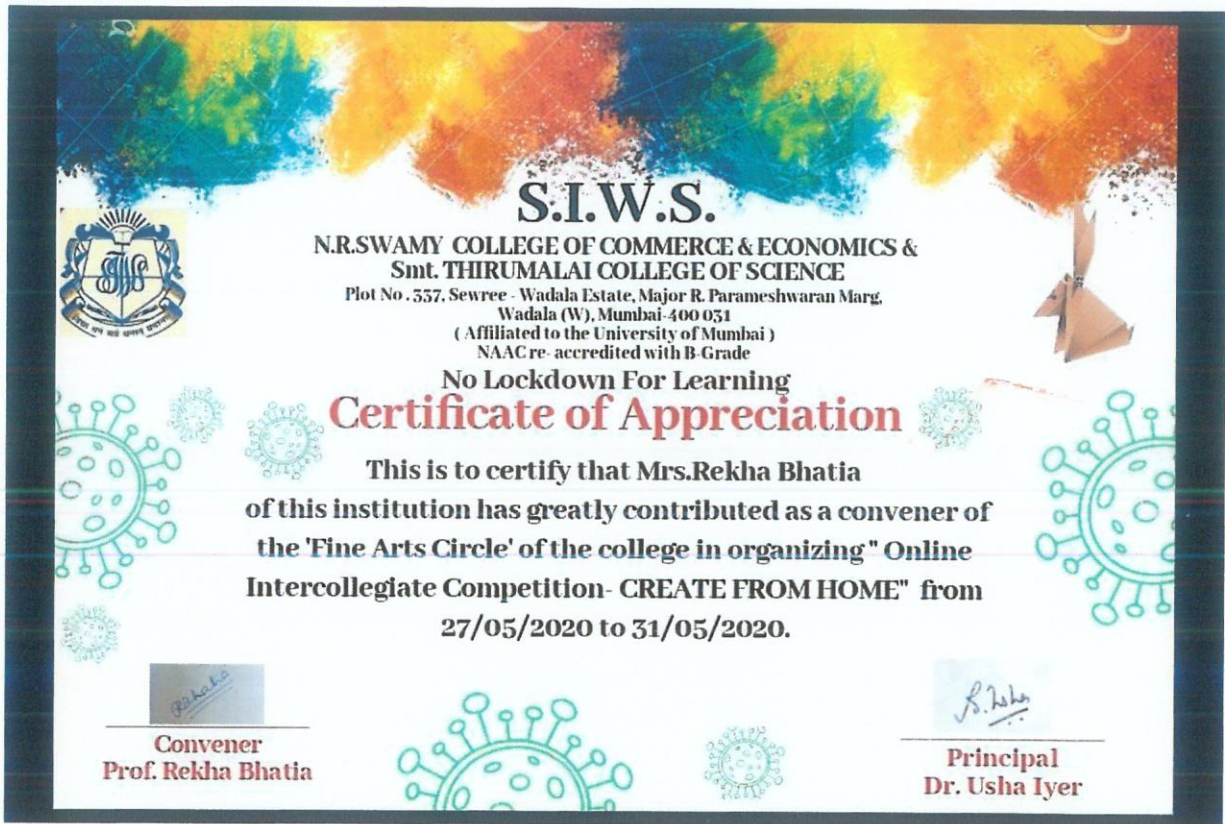 S.I.W.S.
N.R.SWAMY COLLEGE OF COMMERCE & ECONOMICS &
Smt. THIRUMALAI COLLEGE OF SCIENCE
Plot No . 337, Sewree - Wadala Estate, Major R. Parameshwaran Marg,
Wadala (W), Mumbai-400 031
( Affiliated to the University of Mumbai )
NAAC re- accredited with B-Grade
No Lockdown For Learning
Certificate of Appreciation
This is to certify that Mrs.Rekha Bhatia
of this institution has greatly contributed as a convener of
the 'Fine Arts Circle' of the college in organizing " Online
Intercollegiate Competition- CREATE FROM HOME" from
27/05/2020 to 31/05/2020.
Convener
Prof. Rekha Bhatia
Principal
Dr. Usha Iyer